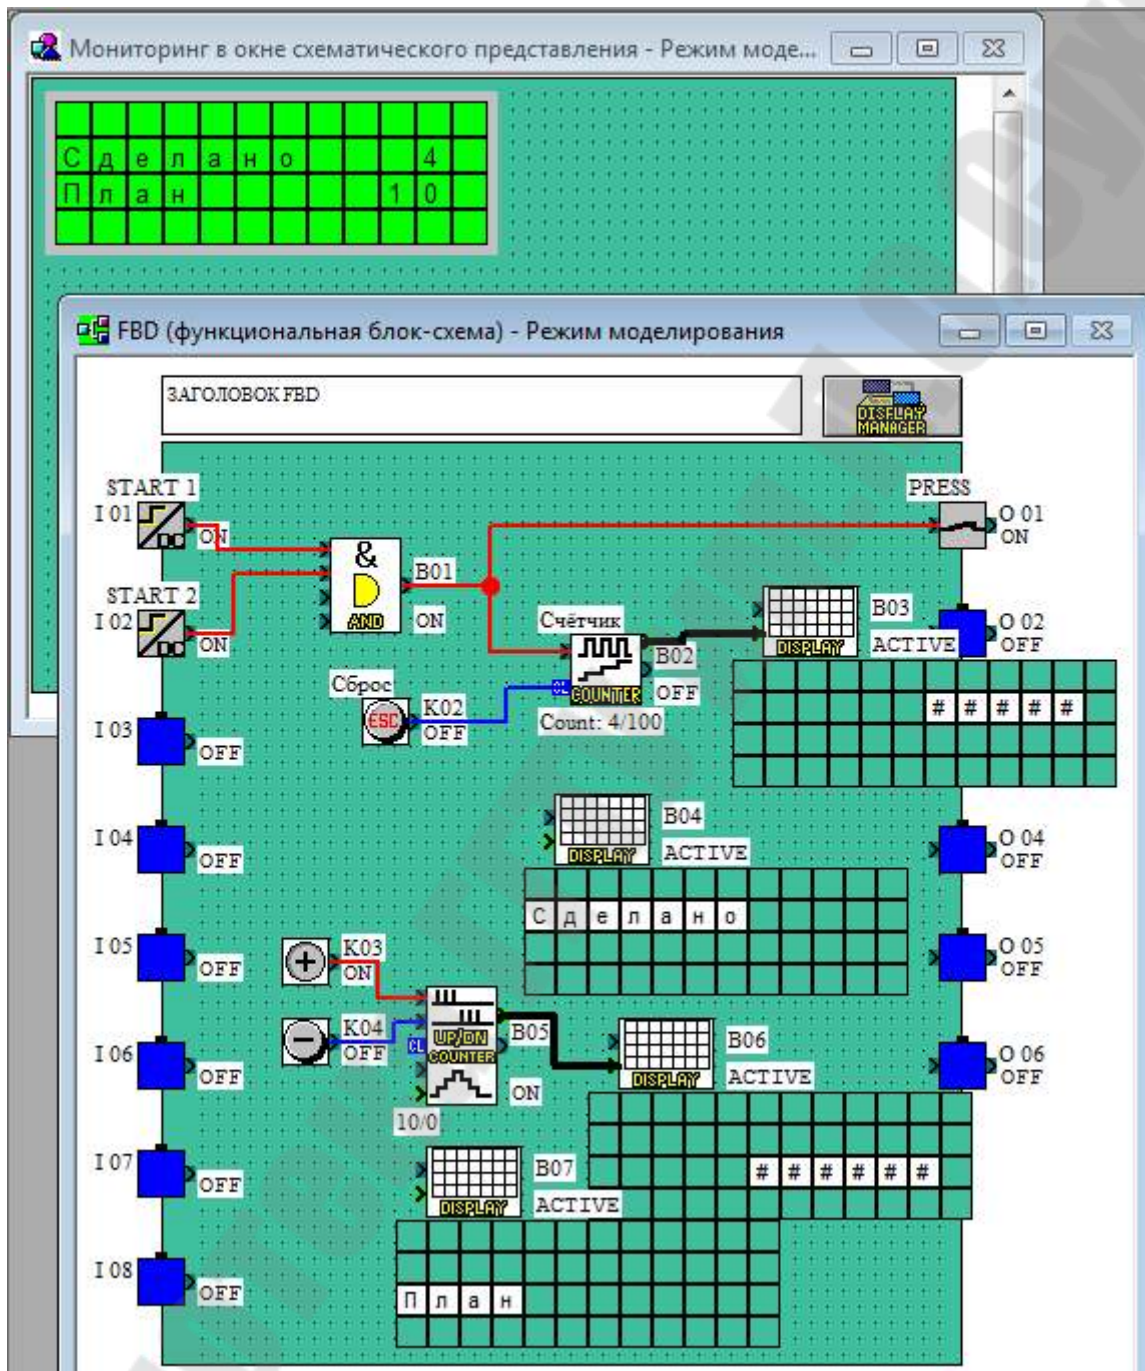 Мониторинг в окне схематического представления - Режим моде...
Сделано 4
План 10
FBD (функциональная блок-схема) - Режим моделирования
ЗАГОЛОВОК FBD
DISPLAY
MANAGER
START 1
I 01
DC
ON
&
AND
B01
ON
PRESS
O 01
ON
START 2
I 02
DC
ON
Счётчик
COUNTER
CL
B02
OFF
Count: 4/100
DISPLAY
B03
ACTIVE
# # # # #
O 02
OFF
Сброс
ESC
K02
OFF
I 03
OFF
I 04
OFF
DISPLAY
B04
ACTIVE
Сделано
O 04
OFF
I 05
OFF
K03
ON
O 05
OFF
I 06
OFF
K04
OFF
CL
UP/DN
COUNTER
B05
ON
10/0
DISPLAY
B06
ACTIVE
# # # # # #
O 06
OFF
I 07
OFF
DISPLAY
B07
ACTIVE
План
I 08
OFF